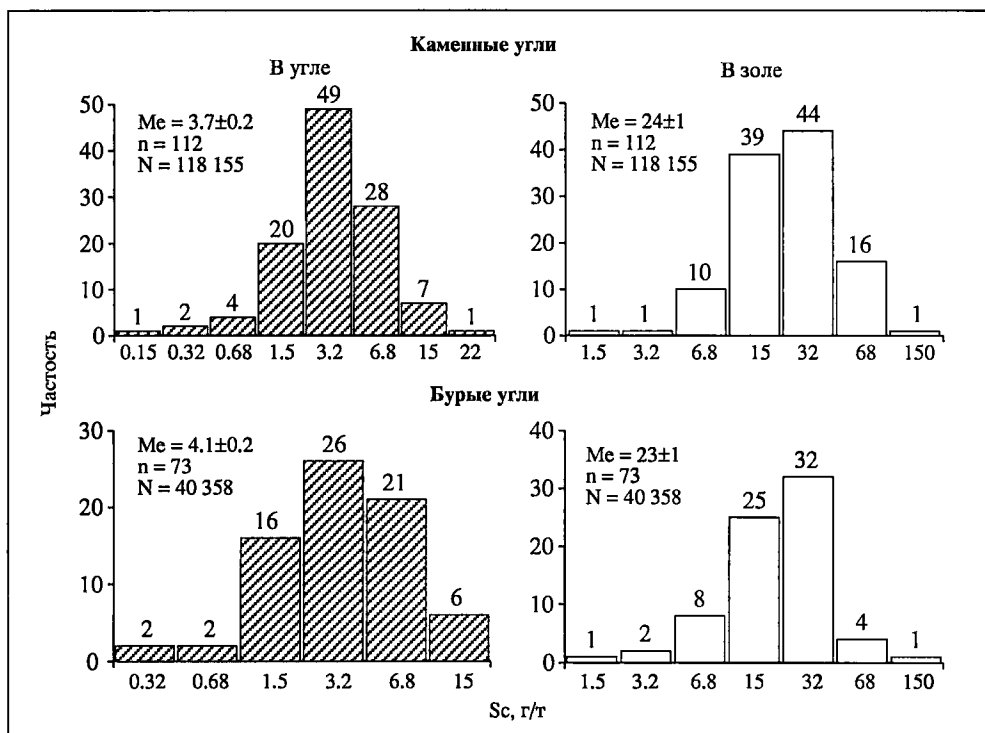 Каменные угли
В угле
В золе
Me = 3.7±0.2
n = 112
N = 118 155
50
40
30
20
10
0
1
2
4
20
49
28
7
1
0.15 0.32 0.68 1.5 3.2 6.8 15 22
Me = 24±1
n = 112
N = 118 155
50
40
30
20
10
0
1
1
10
39
44
16
1
1.5 3.2 6.8 15 32 68 150
Частость
Бурые угли
Me = 4.1±0.2
n = 73
N = 40 358
30
20
10
0
2
2
16
26
21
6
0.32 0.68 1.5 3.2 6.8 15
Me = 23±1
n = 73
N = 40 358
40
30
20
10
0
1
2
8
25
32
4
1
1.5 3.2 6.8 15 32 68 150
Sc, г/т